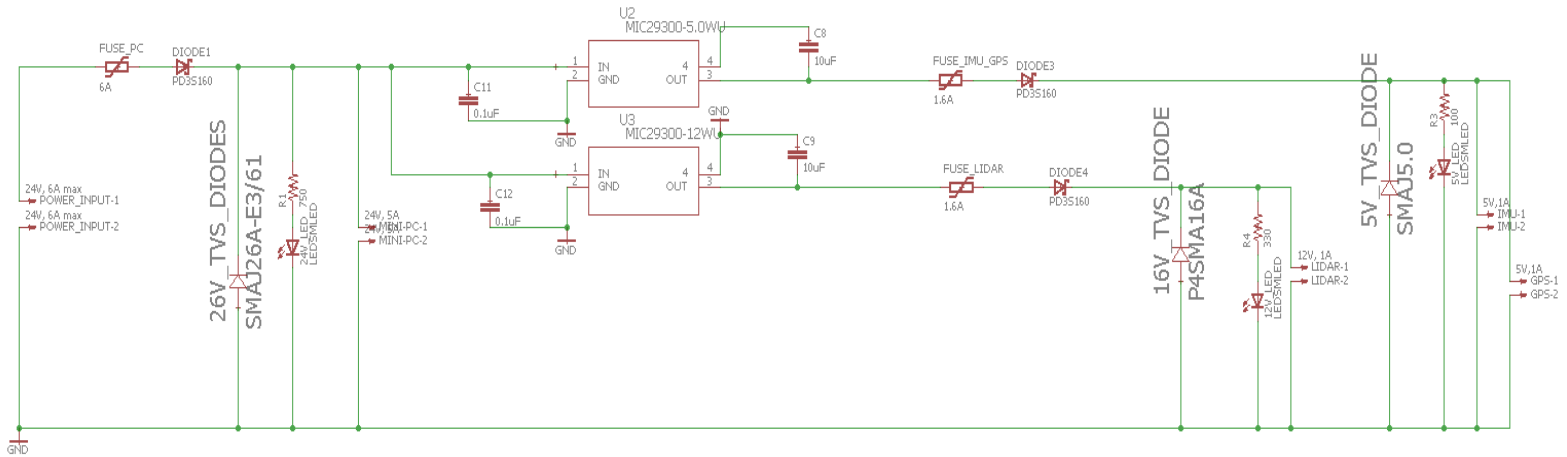 U2
MIC29300-5.0WU
FUSE_PC
6A
DIODE1
PD3S160
1
2
IN
GND
4
OUT
4
3
C8
10uF
C11
0.1uF
GND
FUSE_IMU_GPS
1.6A
DIODE3
PD3S160
U3
MIC29300-12WU
GND
1
2
IN
GND
4
OUT
4
3
C9
10uF
C12
0.1uF
GND
FUSE_LIDAR
1.6A
DIODE4
PD3S160
24V, 6A max
POWER_INPUT-1
24V, 6A max
POWER_INPUT-2
26V_TVS_DIODES
SMAJ26A-E3/61
R1
750
24V_LED
LEDSMLED
24V, 5A
MINI-PC-1
MINI-PC-2
16V_TVS_DIODE
P4SMA16A
R4
330
12V_LED
LEDSMLED
12V, 1A
LIDAR-1
LIDAR-2
5V_TVS_DIODE
SMAJ5.0
R3
100
5V_LED
LEDSMLED
5V,1A
IMU-1
IMU-2
5V,1A
GPS-1
GPS-2
GND